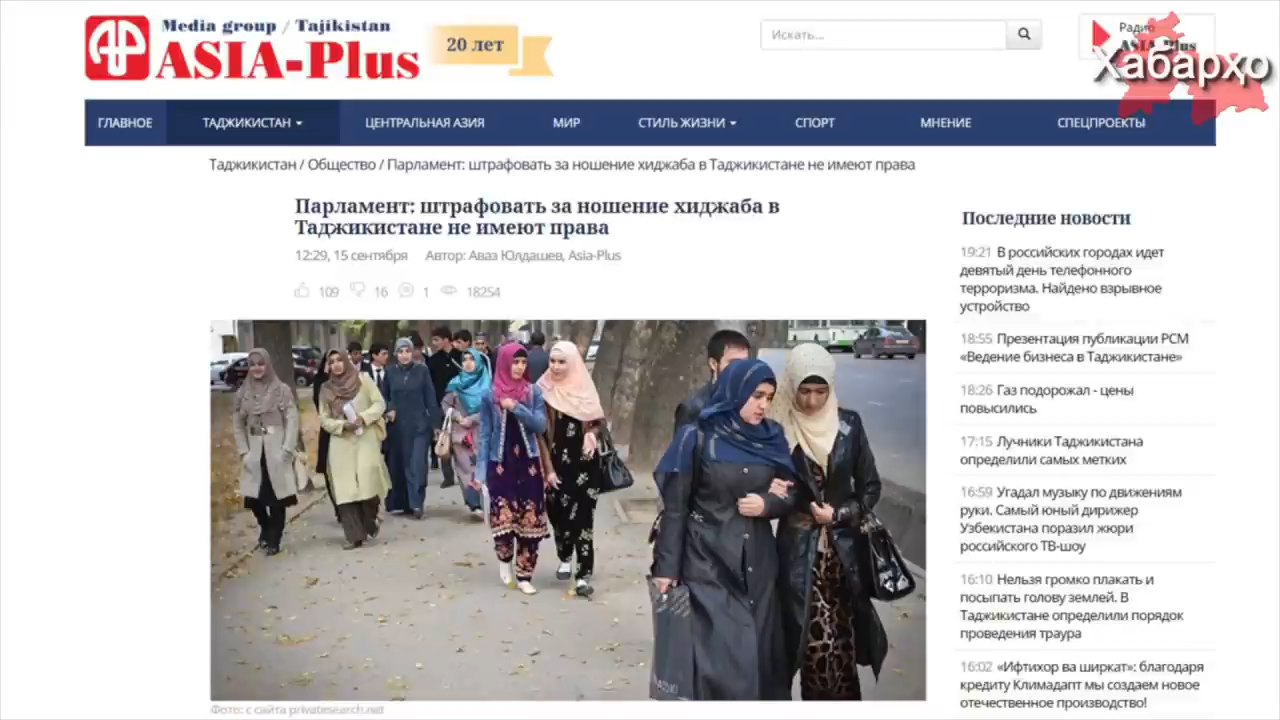 Media group / Tajikistan
ASIA-Plus
20 лет
Искать...
Радио
ASIA-Plus
Хабарҳо
ГЛАВНОЕ
ТАДЖИКИСТАН
ЦЕНТРАЛЬНАЯ АЗИЯ
МИР
СТИЛЬ ЖИЗНИ
СПОРТ
МНЕНИЕ
СПЕЦПРОЕКТЫ
Таджикистан / Общество / Парламент: штрафовать за ношение хиджаба в Таджикистане не имеют права
Парламент: штрафовать за ношение хиджаба в
Таджикистане не имеют права
12:29, 15 сентября Автор: Аваз Юлдашев, Asia-Plus
109 16 1 18254
Фото: с сайта privatesearch.net
Последние новости
19:21 В российских городах идет
девятый день телефонного
терроризма. Найдено взрывное
устройство
18:55 Презентация публикации РСМ
«Ведение бизнеса в Таджикистане»
18:26 Газ подорожал - цены
повысились
17:15 Лучники Таджикистана
определили самых метких
16:59 Угадал музыку по движениям
руки. Самый юный дирижер
Узбекистана поразил жюри
российского ТВ-шоу
16:10 Нельзя громко плакать и
посыпать голову землей. В
Таджикистане определили порядок
проведения траура
16:02 «Ифтихор ва ширкат»: благодаря
кредиту Климадапт мы создаем новое
отечественное производство!